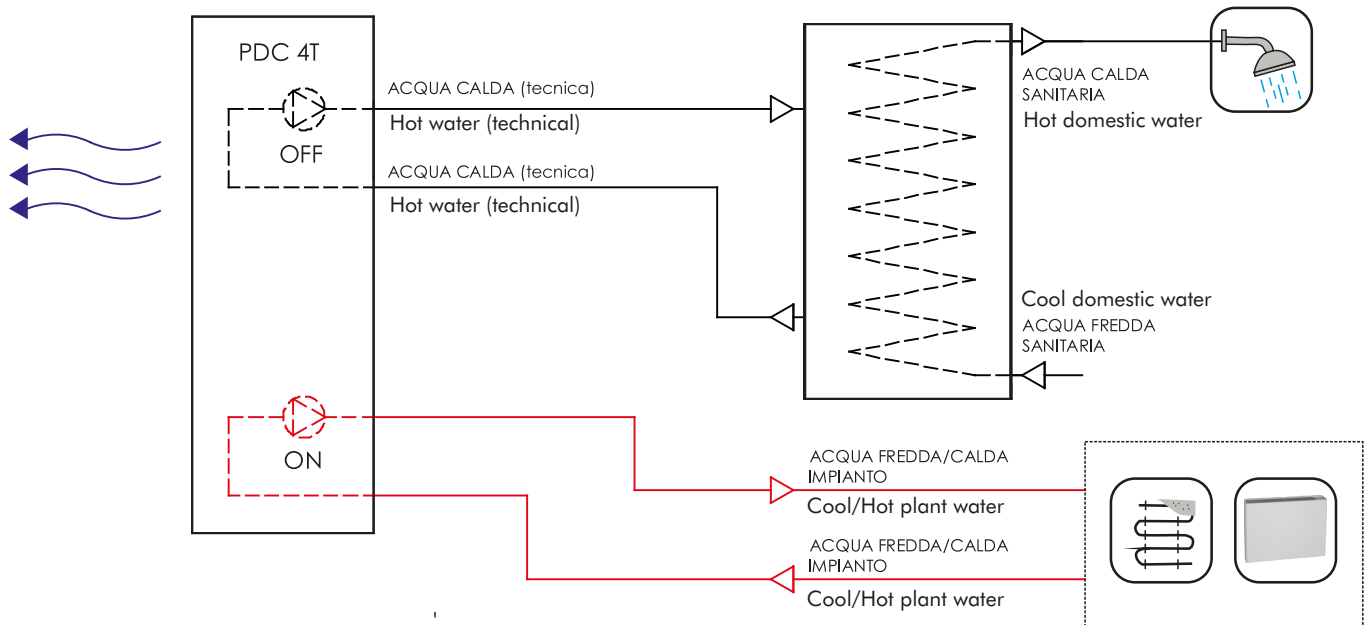 PDC 4T
OFF
ACQUA CALDA (tecnica)
Hot water (technical)
ACQUA CALDA (tecnica)
Hot water (technical)
ACQUA CALDA
SANITARIA
Hot domestic water
Cool domestic water
ACQUA FREDDA
SANITARIA
ON
ACQUA FREDDA/CALDA
IMPIANTO
Cool/Hot plant water
ACQUA FREDDA/CALDA
IMPIANTO
Cool/Hot plant water